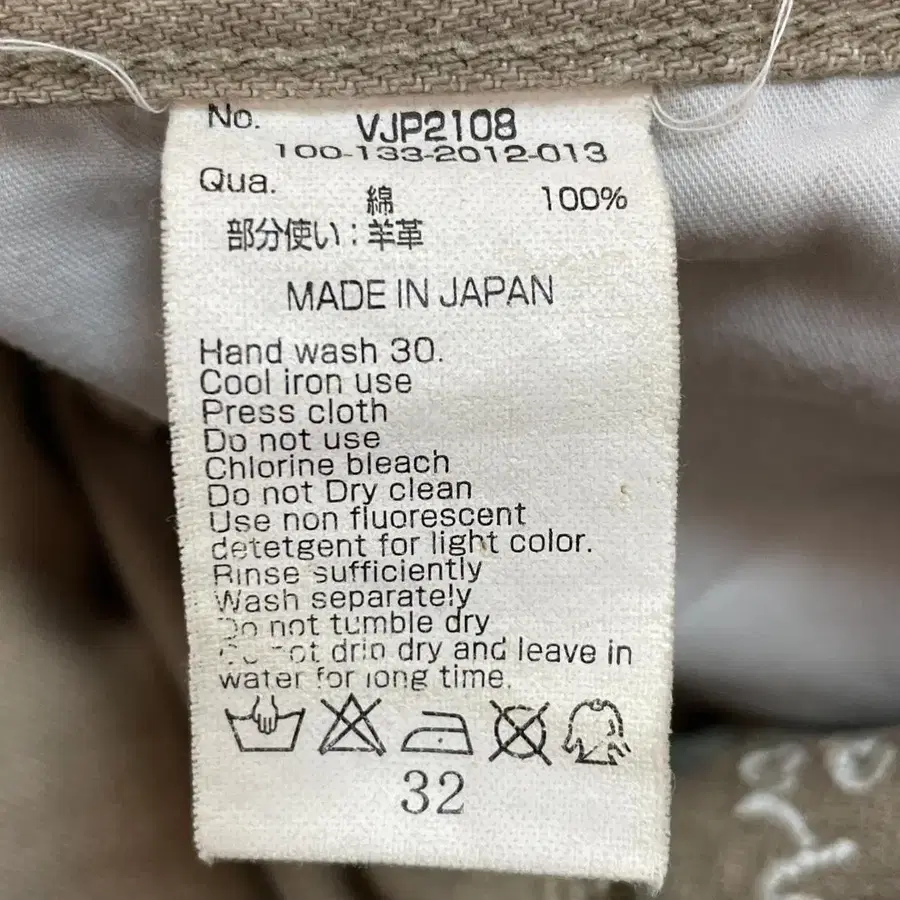 No. VJP2108
100-133-2012-013
Qua.
綿 100%
部分使い：羊革
MADE IN JAPAN
Hand wash 30.
Cool iron use
Press cloth
Do not use
Chlorine bleach
Do not Dry clean
Use non fluorescent
detetgent for light color.
Rinse sufficiently
Wash separately
Do not tumble dry
Do not drip dry and leave in
water for long time.
32